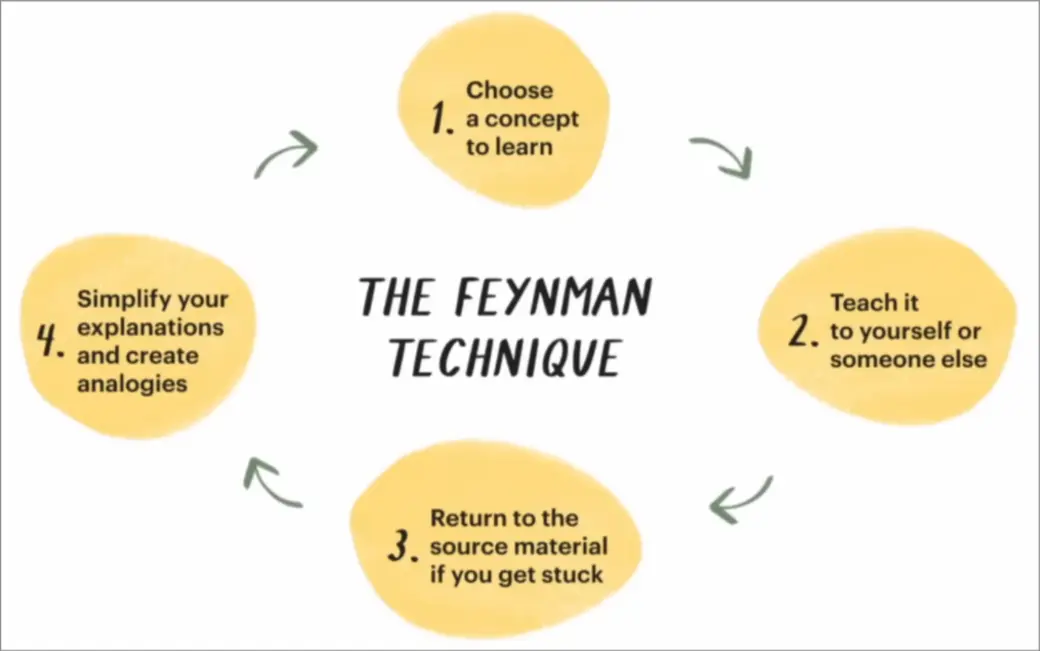 1. Choose
a concept
to learn
THE FEYNMAN
TECHNIQUE
2. Teach it
to yourself or
someone else
3. Return to the
source material
if you get stuck
4. Simplify your
explanations
and create
analogies